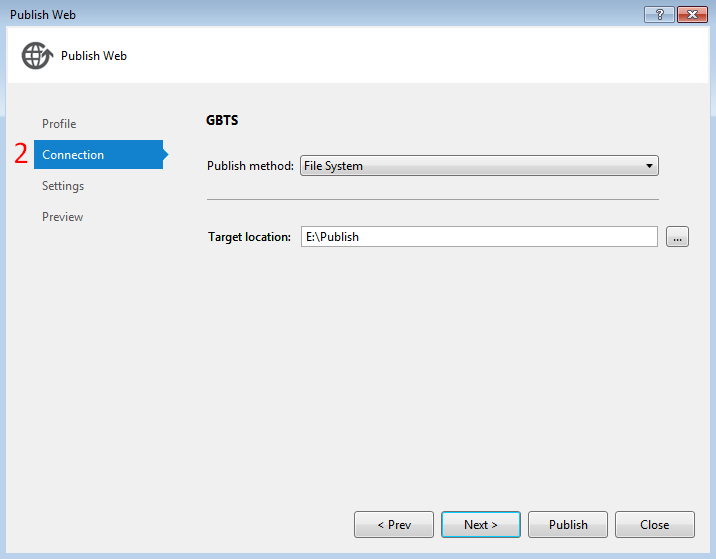 Publish Web
?
Publish Web
Profile
2 Connection
Settings
Preview
GBTS
Publish method: File System
Target location: E:\Publish ...
< Prev Next > Publish Close